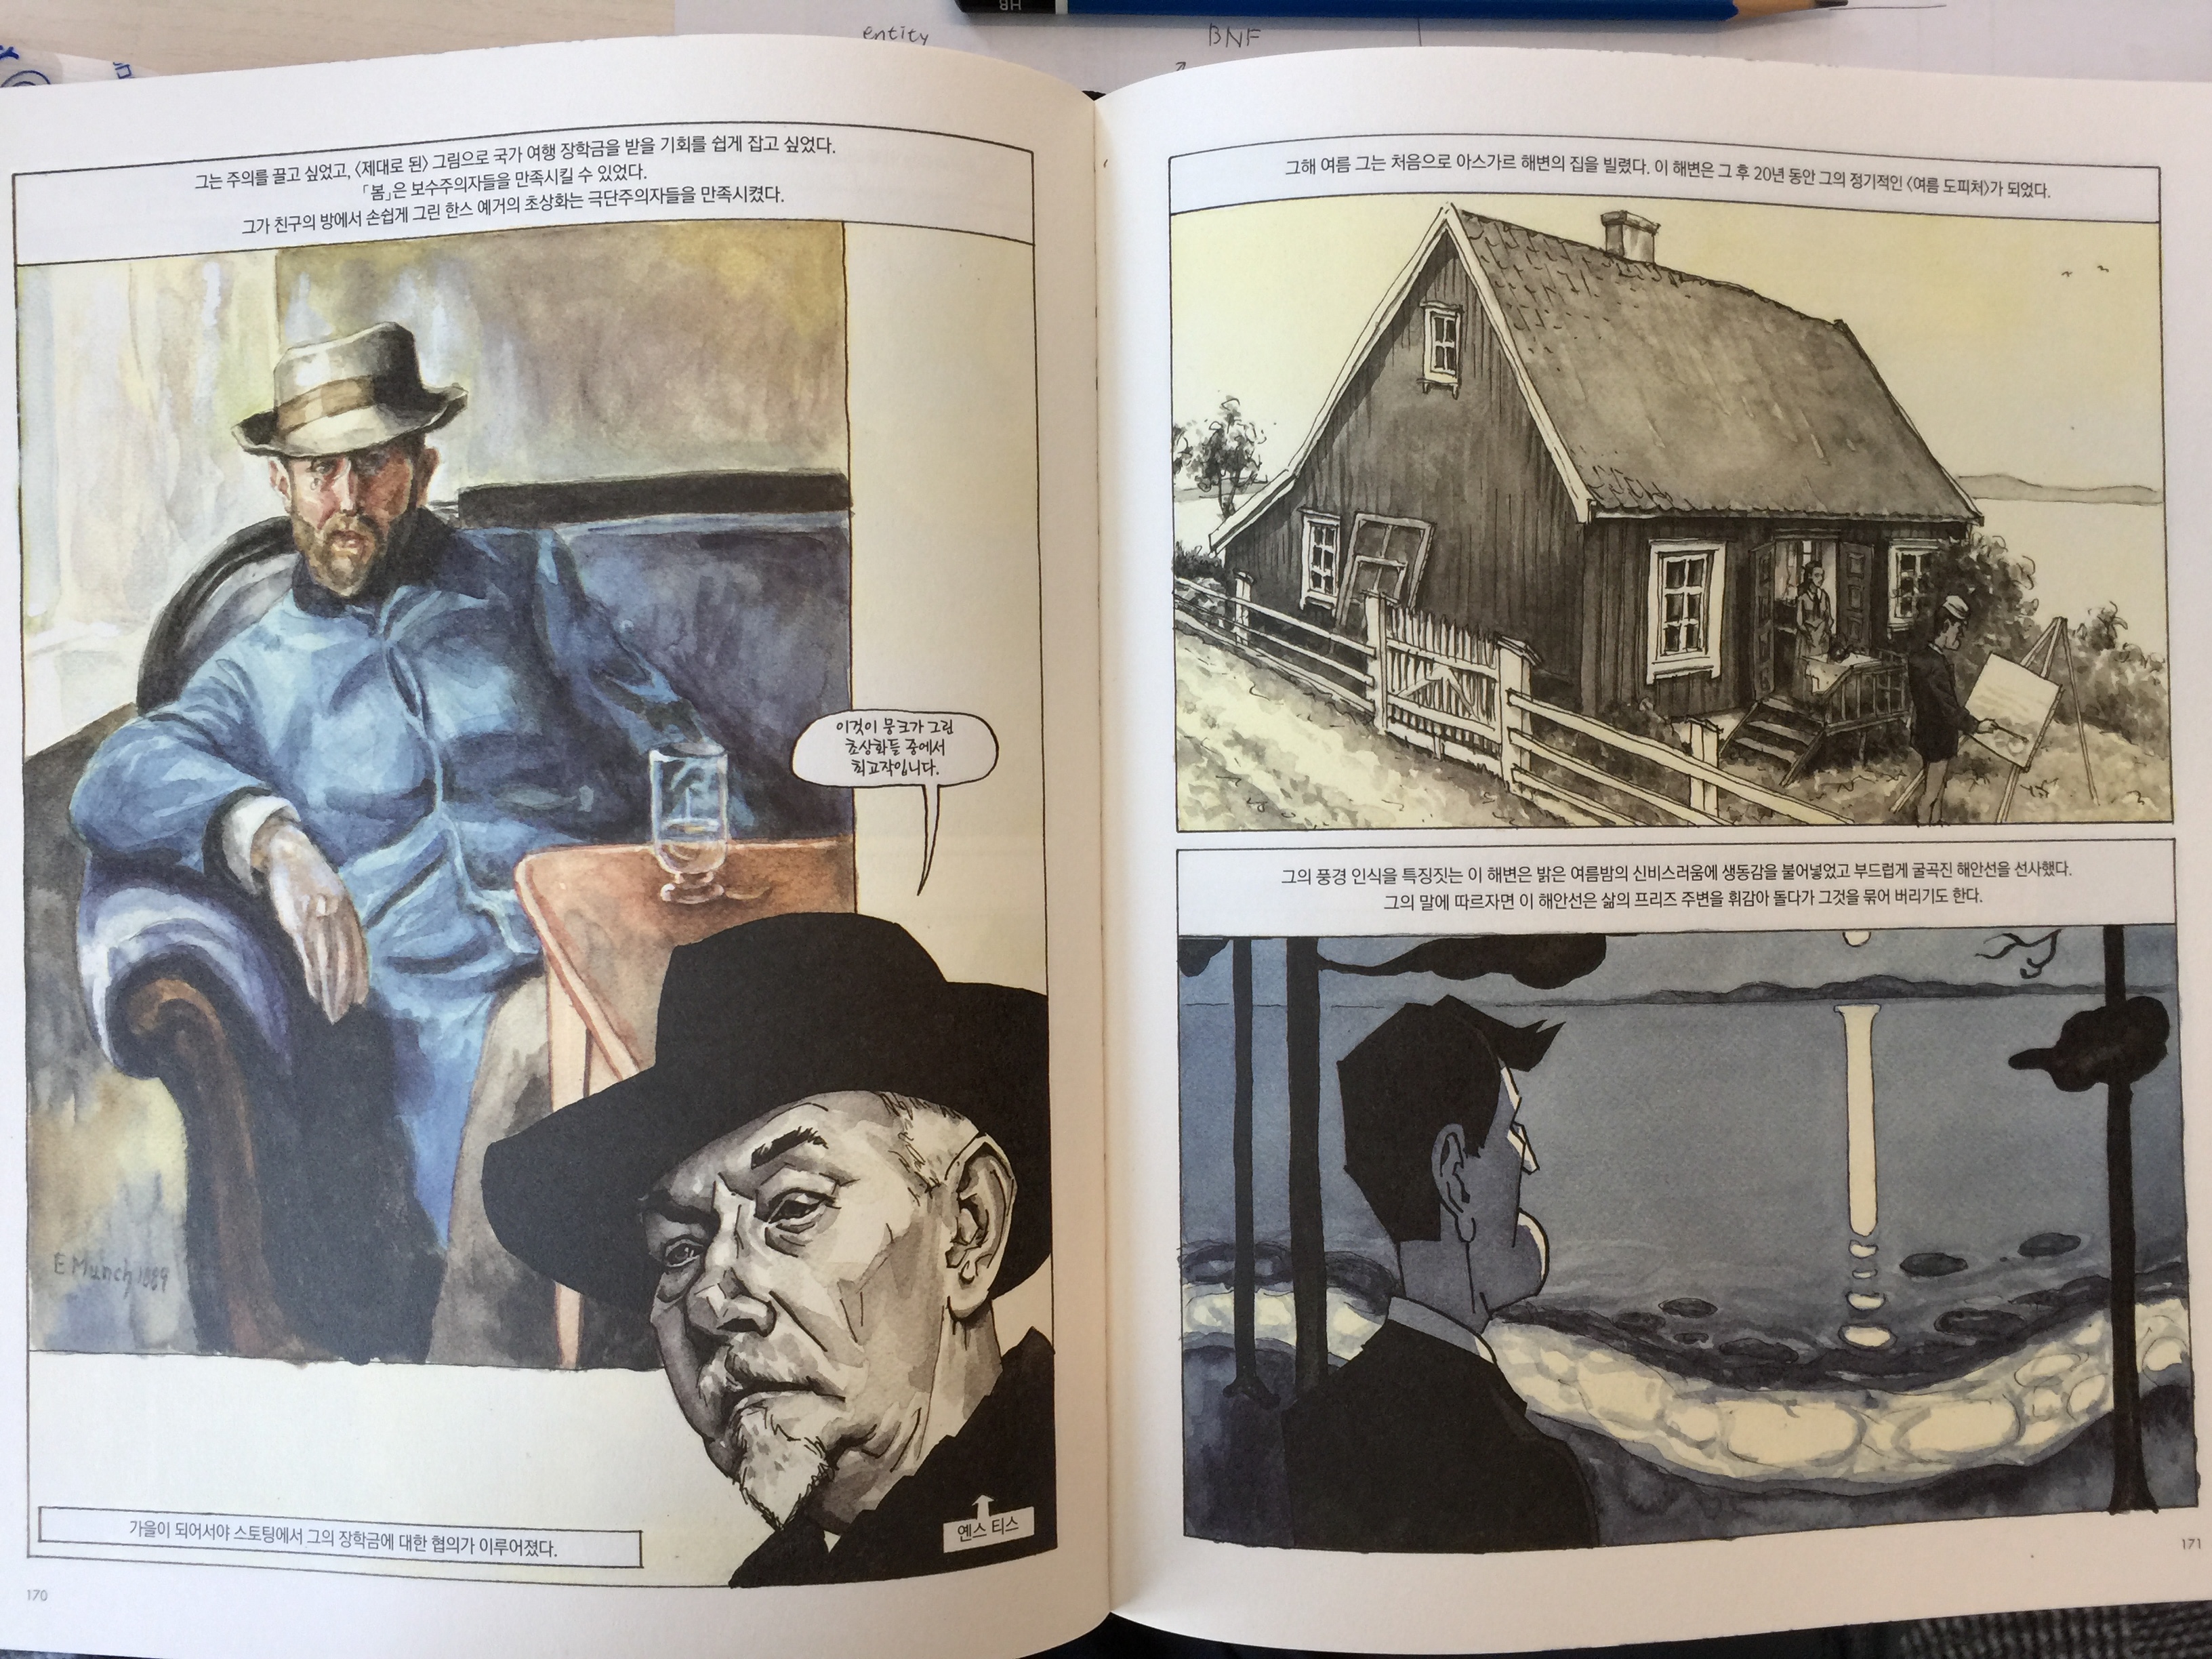 HB
entity
BNF
그는 주의를 끌고 싶었고, 〈제대로 된〉 그림으로 국가 여행 장학금을 받을 기회를 쉽게 잡고 싶었다.
「봄」은 보수주의자들을 만족시킬 수 있었다.
그가 친구의 방에서 손쉽게 그린 한스 예거의 초상화는 극단주의자들을 만족시켰다.
이것이 뭉크가 그린
초상화들 중에서
최고작입니다.
E Munch 1889
옌스 티스
가을이 되어서야 스토팅에서 그의 장학금에 대한 협의가 이루어졌다.
170
그해 여름 그는 처음으로 아스가르 해변의 집을 빌렸다. 이 해변은 그 후 20년 동안 그의 정기적인 〈여름 도피처〉가 되었다.
그의 풍경 인식을 특징짓는 이 해변은 밝은 여름밤의 신비스러움에 생동감을 불어넣었고 부드럽게 굴곡진 해안선을 선사했다.
그의 말에 따르자면 이 해안선은 삶의 프리즈 주변을 휘감아 돌다가 그것을 묶어 버리기도 한다.
171